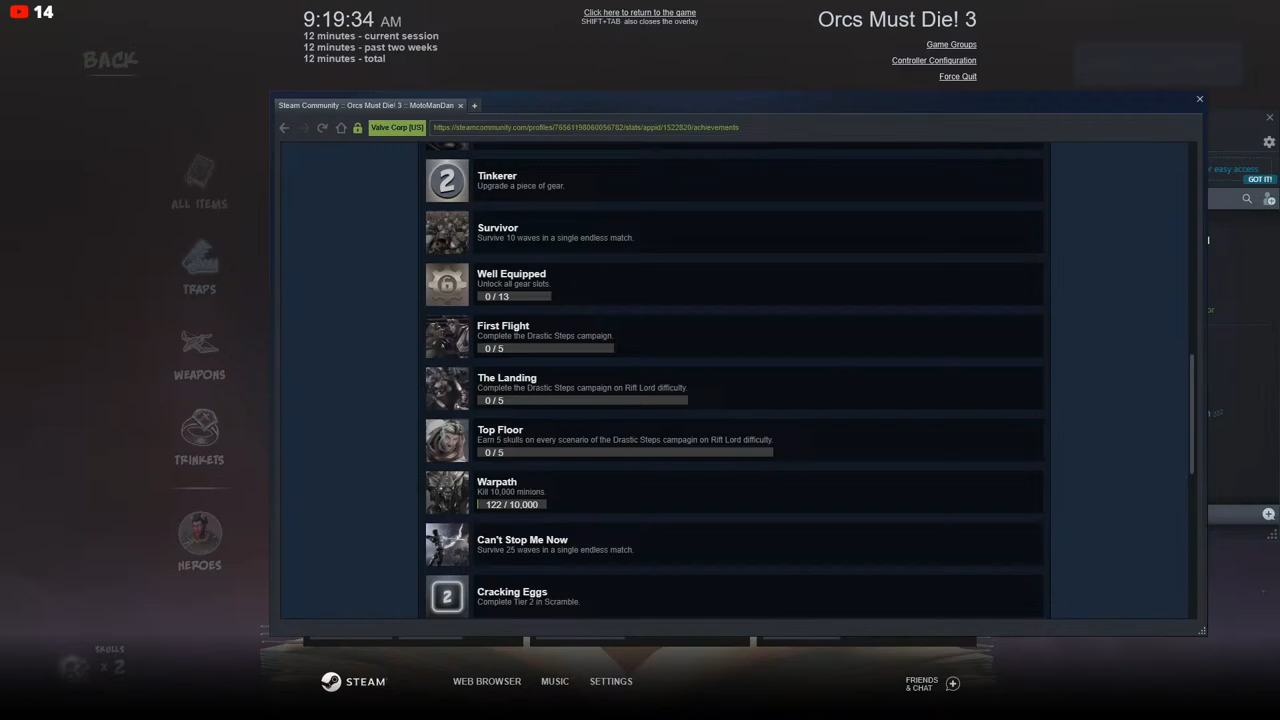 14
9:19:34 AM
12 minutes - current session
12 minutes - past two weeks
12 minutes - total
Click here to return to the game
SHIFT+TAB also closes the overlay
Orcs Must Die! 3
Game Groups
Controller Configuration
Force Quit
BACK
Steam Community :: Orcs Must Die! 3 :: MotoManDan
Valve Corp [US]
https://steamcommunity.com/profiles/76561198060056782/stats/appid/1522820/achievements
Tinkerer
Upgrade a piece of gear.
Survivor
Survive 10 waves in a single endless match.
Well Equipped
Unlock all gear slots.
0 / 13
First Flight
Complete the Drastic Steps campaign.
0 / 5
The Landing
Complete the Drastic Steps campaign on Rift Lord difficulty.
0 / 5
Top Floor
Earn 5 skulls on every scenario of the Drastic Steps campagin on Rift Lord difficulty.
0 / 5
Warpath
Kill 10,000 minions.
122 / 10,000
Can't Stop Me Now
Survive 25 waves in a single endless match.
2
Cracking Eggs
Complete Tier 2 in Scramble.
2
ALL ITEMS
TRAPS
WEAPONS
TRINKETS
HEROES
SKULLS
x 2
r easy access
GOT IT!
STEAM
WEB BROWSER
MUSIC
SETTINGS
FRIENDS
& CHAT